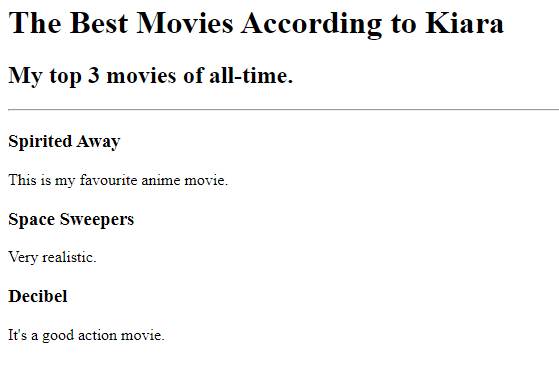 The Best Movies According to Kiara
My top 3 movies of all-time.
Spirited Away
This is my favourite anime movie.
Space Sweepers
Very realistic.
Decibel
It's a good action movie.